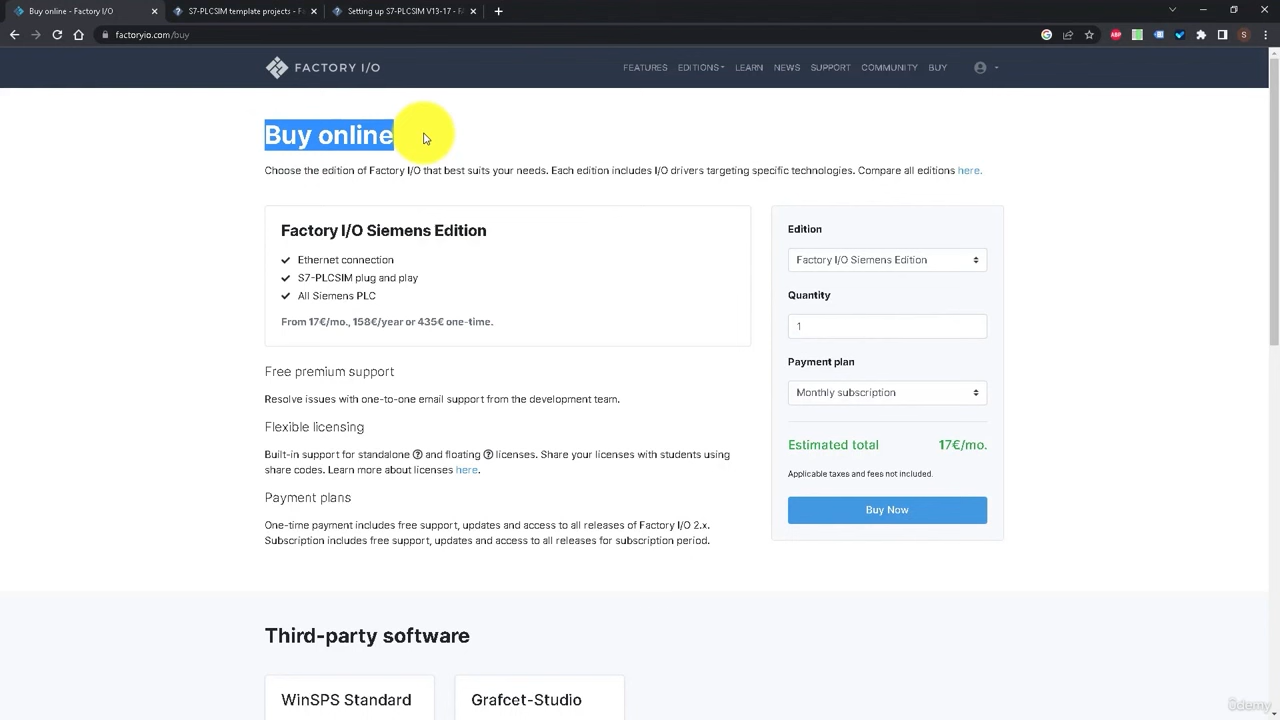 Buy online - Factory I/O
S7-PLCSIM template projects - Fa
Setting up S7-PLCSIM V13-17 - FA
factoryio.com/buy
FACTORY I/O
FEATURES EDITIONS LEARN NEWS SUPPORT COMMUNITY BUY
Buy online
Choose the edition of Factory I/O that best suits your needs. Each edition includes I/O drivers targeting specific technologies. Compare all editions here.
Factory I/O Siemens Edition
Ethernet connection
S7-PLCSIM plug and play
All Siemens PLC
From 17€/mo., 158€/year or 435€ one-time.
Edition
Factory I/O Siemens Edition
Quantity
1
Payment plan
Monthly subscription
Estimated total 17€/mo.
Applicable taxes and fees not included.
Buy Now
Free premium support
Resolve issues with one-to-one email support from the development team.
Flexible licensing
Built-in support for standalone ? and floating ? licenses. Share your licenses with students using
share codes. Learn more about licenses here.
Payment plans
One-time payment includes free support, updates and access to all releases of Factory I/O 2.x.
Subscription includes free support, updates and access to all releases for subscription period.
Third-party software
WinSPS Standard
Grafcet-Studio
ûdemy